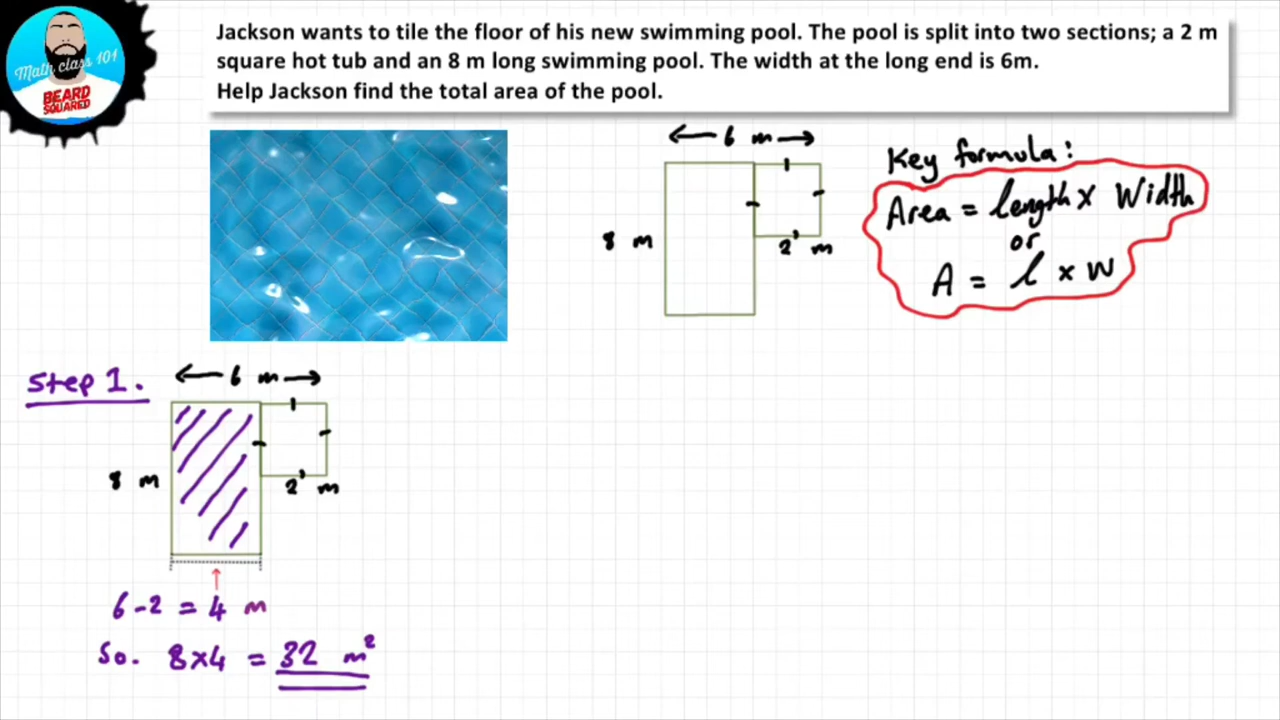 Math class 101
BEARD
SQUARED
Jackson wants to tile the floor of his new swimming pool. The pool is split into two sections; a 2 m
square hot tub and an 8 m long swimming pool. The width at the long end is 6m.
Help Jackson find the total area of the pool.
6 m
8 m
2 m
Key formula:
Area = length x Width
or
A = l x w
Step 1.
6 m
8 m
2 m
6 - 2 = 4 m
So. 8 x 4 = 32 m²